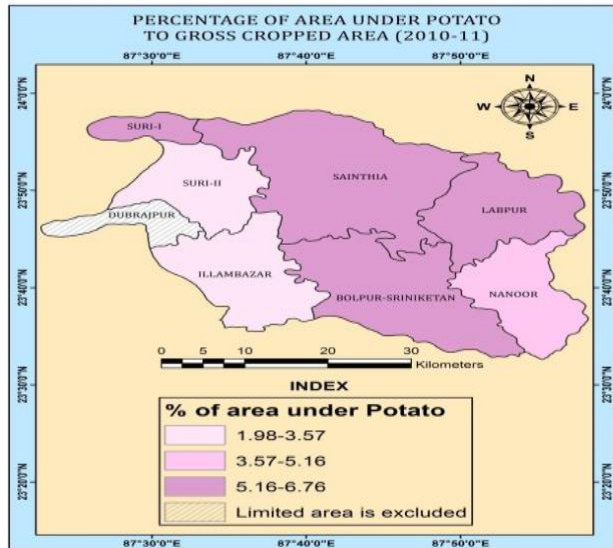 PERCENTAGE OF AREA UNDER POTATO
TO GROSS CROPPED AREA (2010-11)
87°30'0"E 87°40'0"E 87°50'0"E
24°0'0"N
24°0'0"N
N
W E
S
SURI-I
SAINTHIA
SURI-II
23°50'0"N
23°50'0"N
LABPUR
DUBRAJPUR
ILLAMBAZAR
23°40'0"N
23°40'0"N
BOLPUR-SRINIKETAN
NANOOR
0 5 10 20 30
Kilometers
23°30'0"N
23°30'0"N
INDEX
% of area under Potato
1.98-3.57
3.57-5.16
5.16-6.76
Limited area is excluded
23°20'0"N
23°20'0"N
87°30'0"E 87°40'0"E 87°50'0"E